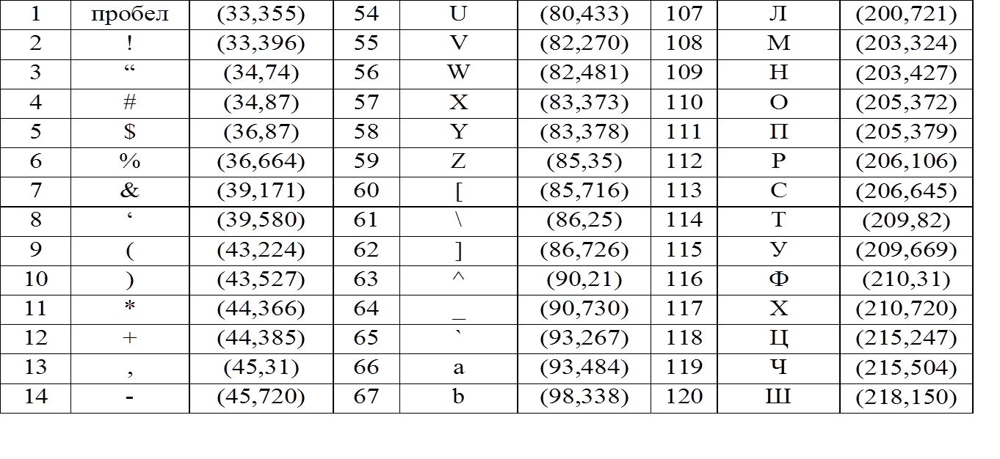 1 пробел (33,355) 54 U (80,433) 107 Л (200,721)
2 ! (33,396) 55 V (82,270) 108 М (203,324)
3 “ (34,74) 56 W (82,481) 109 Н (203,427)
4 # (34,87) 57 X (83,373) 110 О (205,372)
5 $ (36,87) 58 Y (83,378) 111 П (205,379)
6 % (36,664) 59 Z (85,35) 112 Р (206,106)
7 & (39,171) 60 [ (85,716) 113 С (206,645)
8 ‘ (39,580) 61 \ (86,25) 114 Т (209,82)
9 ( (43,224) 62 ] (86,726) 115 У (209,669)
10 ) (43,527) 63 ^ (90,21) 116 Ф (210,31)
11 * (44,366) 64 _ (90,730) 117 Х (210,720)
12 + (44,385) 65 ` (93,267) 118 Ц (215,247)
13 , (45,31) 66 a (93,484) 119 Ч (215,504)
14 - (45,720) 67 b (98,338) 120 Ш (218,150)